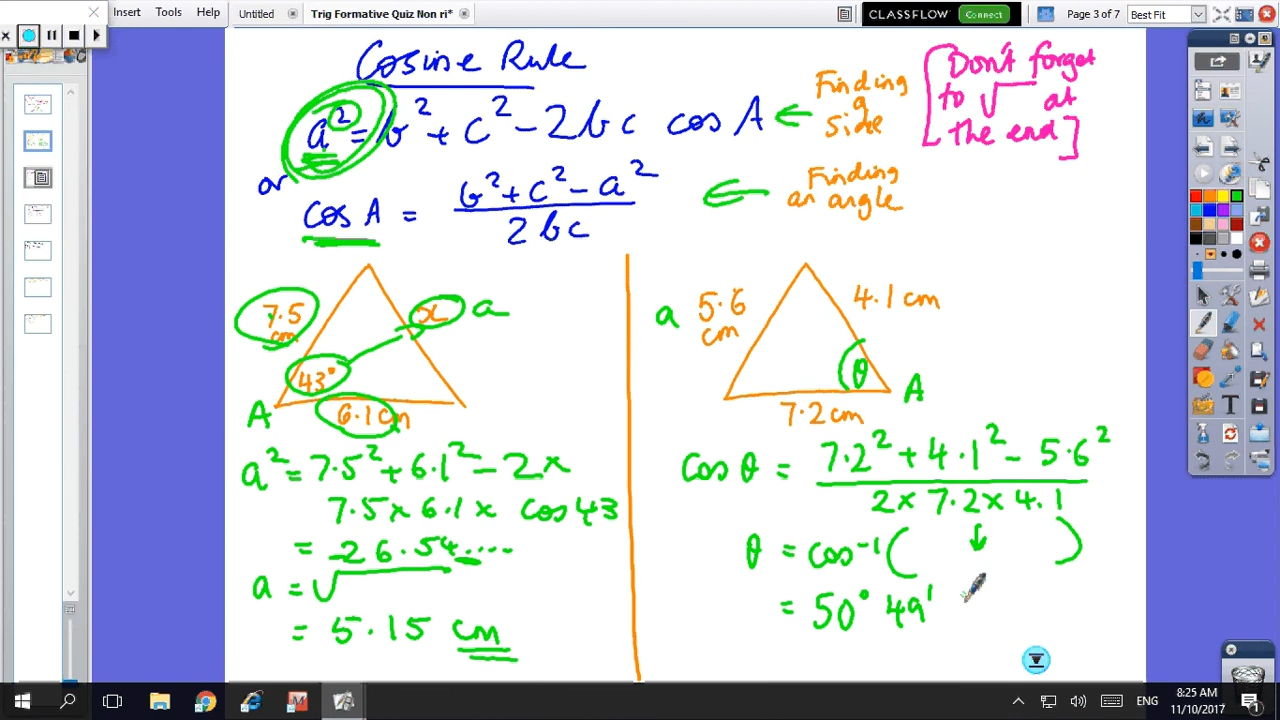 Insert Tools Help
Untitled
Trig Formative Quiz Non ri*
CLASSFLOW Connect
Page 3 of 7
Best Fit
Cosine Rule
a² = b² + c² - 2bc cos A ← Finding a side
[Don't forget
to √ at
the end]
or
cos A = b² + c² - a² / 2bc ← Finding an angle
7.5 cm
x a
43°
A
6.1 cm
a² = 7.5² + 6.1² - 2 x
7.5 x 6.1 x cos 43
= 26.54....
a = √
= 5.15 cm
a 5.6 cm
4.1 cm
θ
A
7.2 cm
cos θ = 7.2² + 4.1² - 5.6² / 2 x 7.2 x 4.1
θ = cos⁻¹ ( ↓ )
= 50° 49'
ENG
8:25 AM
11/10/2017